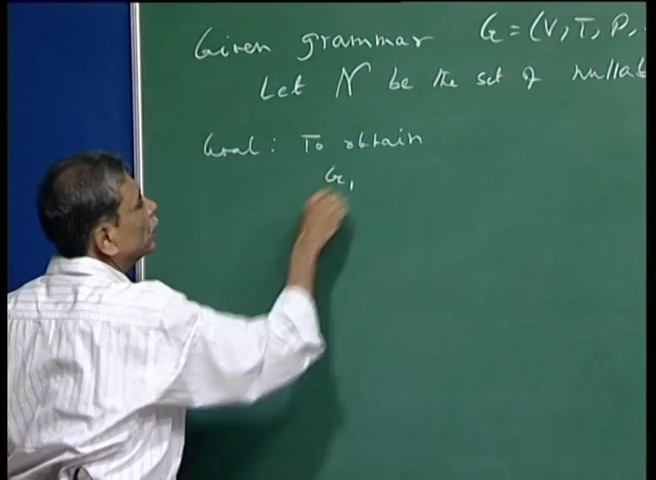 Given grammar G = (V, T, P,
Let N be the set of nullab
Goal : To obtain
G₁